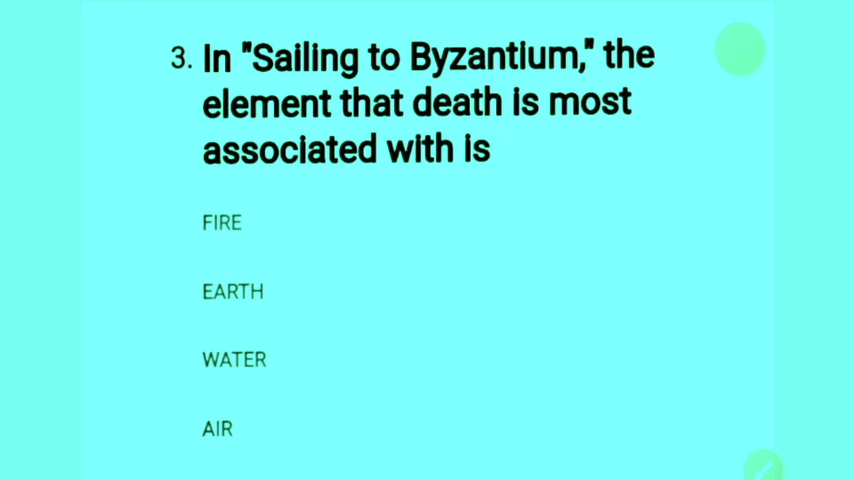 3. In "Sailing to Byzantium," the
element that death is most
associated with is
FIRE
EARTH
WATER
AIR